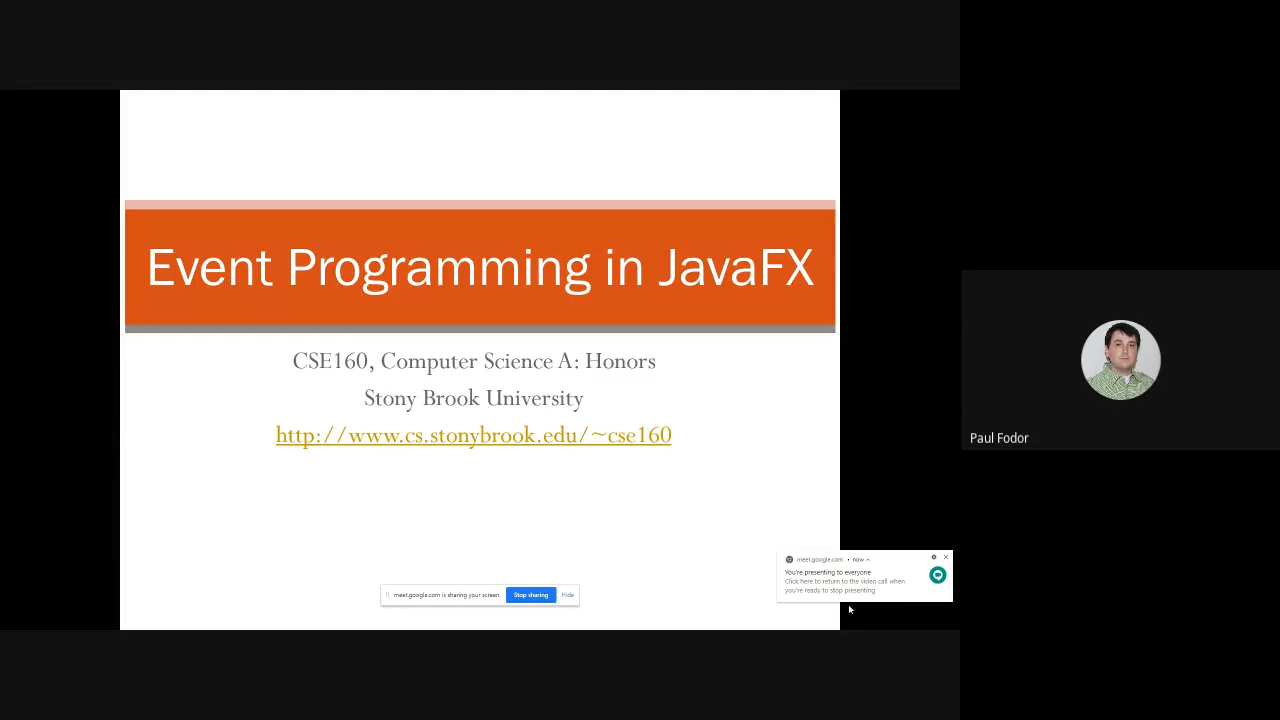 Event Programming in JavaFX
CSE160, Computer Science A: Honors
Stony Brook University
http://www.cs.stonybrook.edu/~cse160
meet.google.com is sharing your screen.
Stop sharing
Hide
meet.google.com • now
You're presenting to everyone
Click here to return to the video call when
you're ready to stop presenting
Paul Fodor